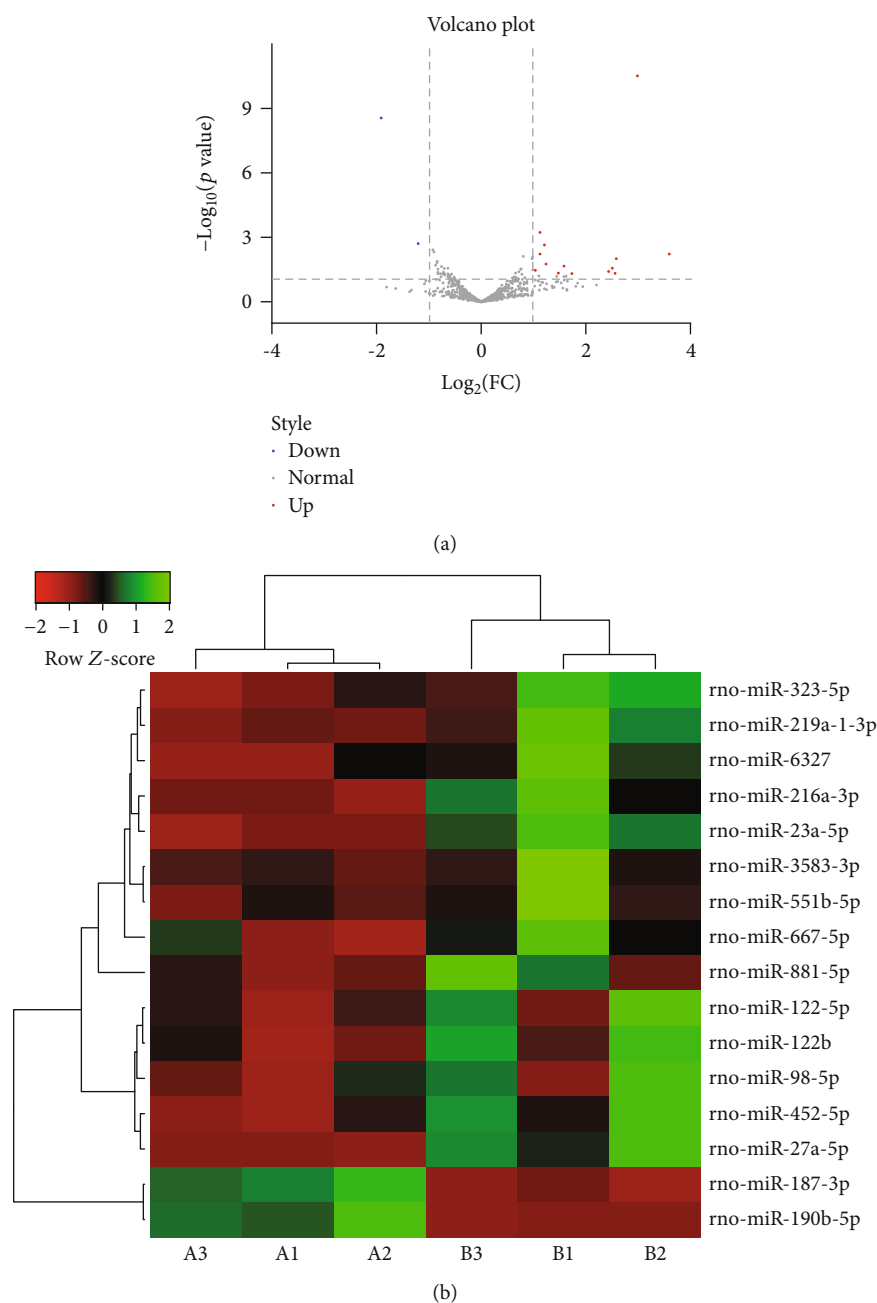 Volcano plot
−Log10(p value)
9
6
3
0
-4
-2
0
2
4
Log2(FC)
Style
Down
Normal
Up
(a)
−2 −1 0 1 2
Row Z-score
rno-miR-323-5p
rno-miR-219a-1-3p
rno-miR-6327
rno-miR-216a-3p
rno-miR-23a-5p
rno-miR-3583-3p
rno-miR-551b-5p
rno-miR-667-5p
rno-miR-881-5p
rno-miR-122-5p
rno-miR-122b
rno-miR-98-5p
rno-miR-452-5p
rno-miR-27a-5p
rno-miR-187-3p
rno-miR-190b-5p
A3 A1 A2 B3 B1 B2
(b)